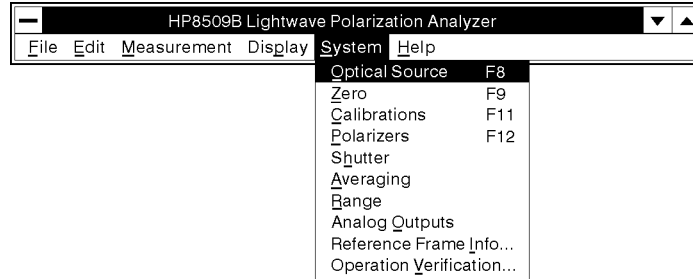 HP8509B Lightwave Polarization Analyzer
File Edit Measurement Display System Help
Optical Source F8
Zero F9
Calibrations F11
Polarizers F12
Shutter
Averaging
Range
Analog Outputs
Reference Frame Info...
Operation Verification...